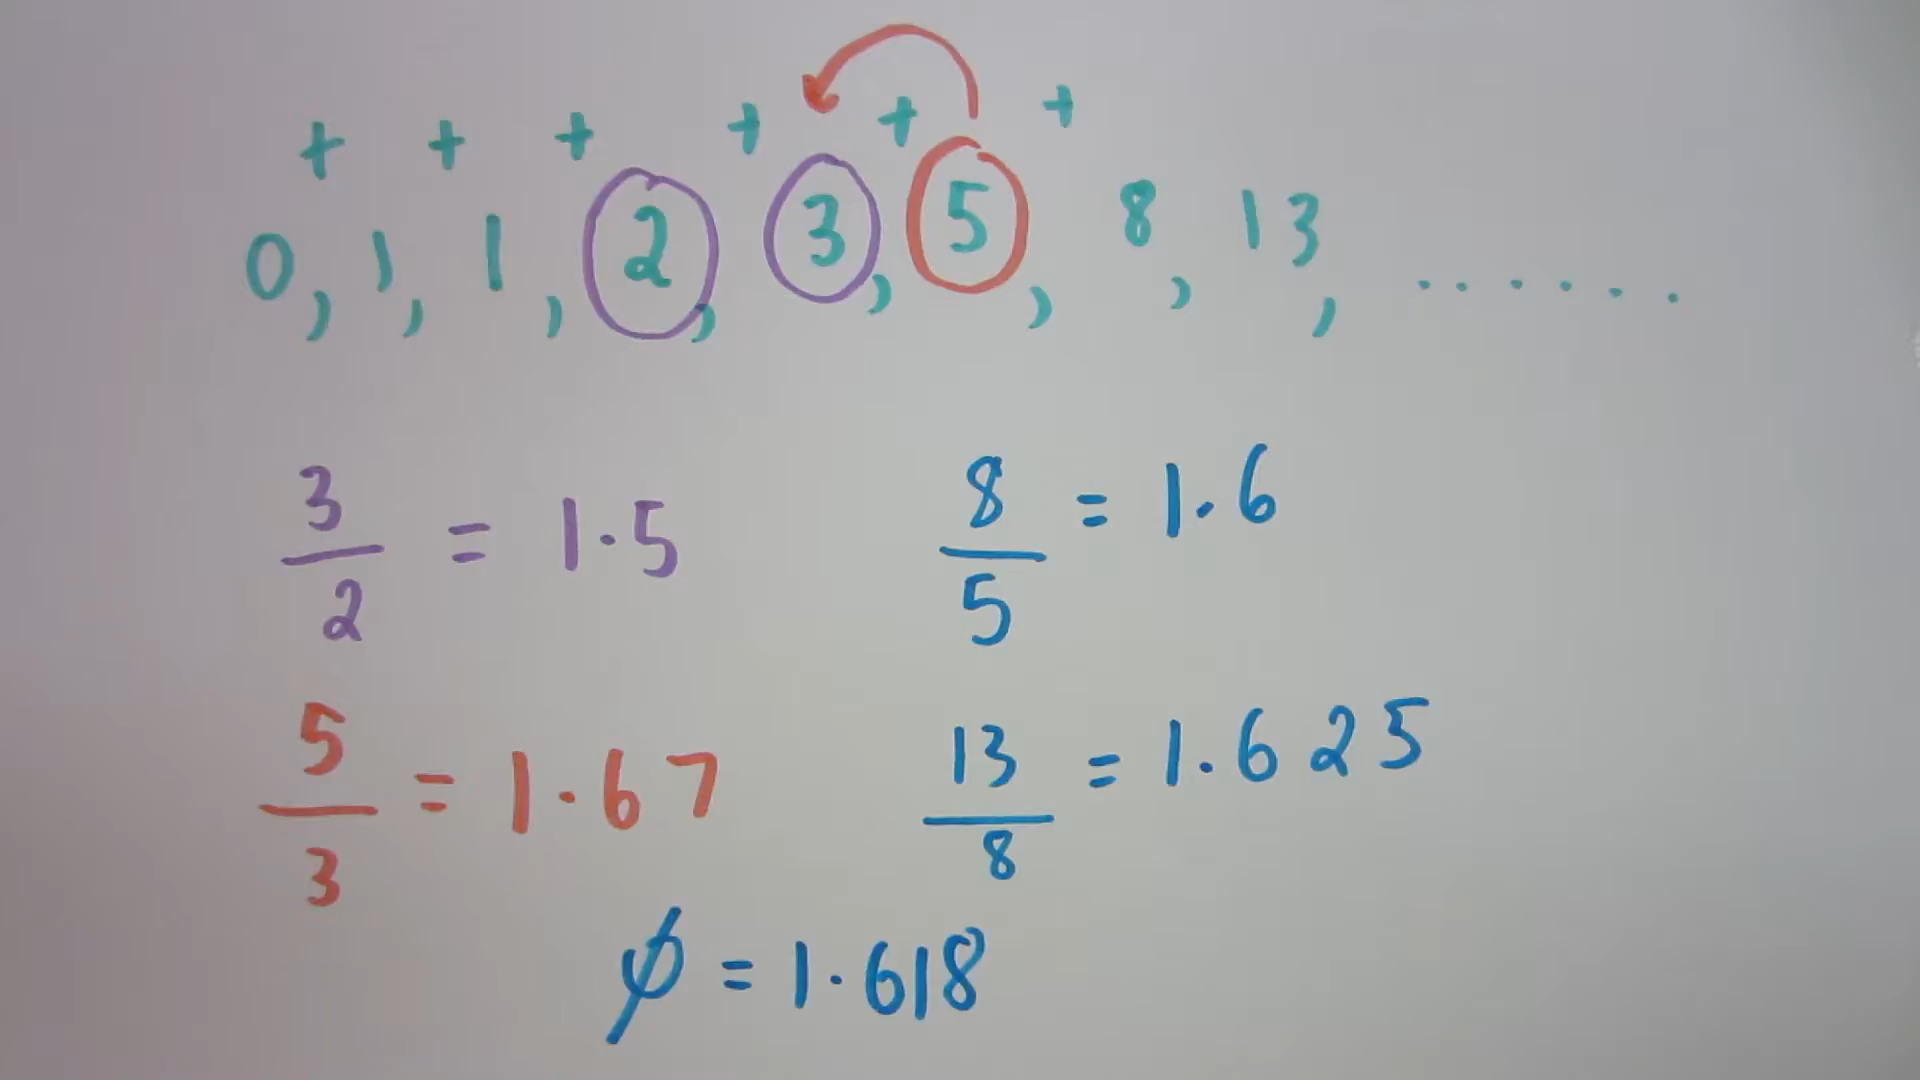 + + + + + +
0, 1, 1, 2, 3, 5, 8, 13, ......
3/2 = 1.5
8/5 = 1.6
5/3 = 1.67
13/8 = 1.625
φ = 1.618